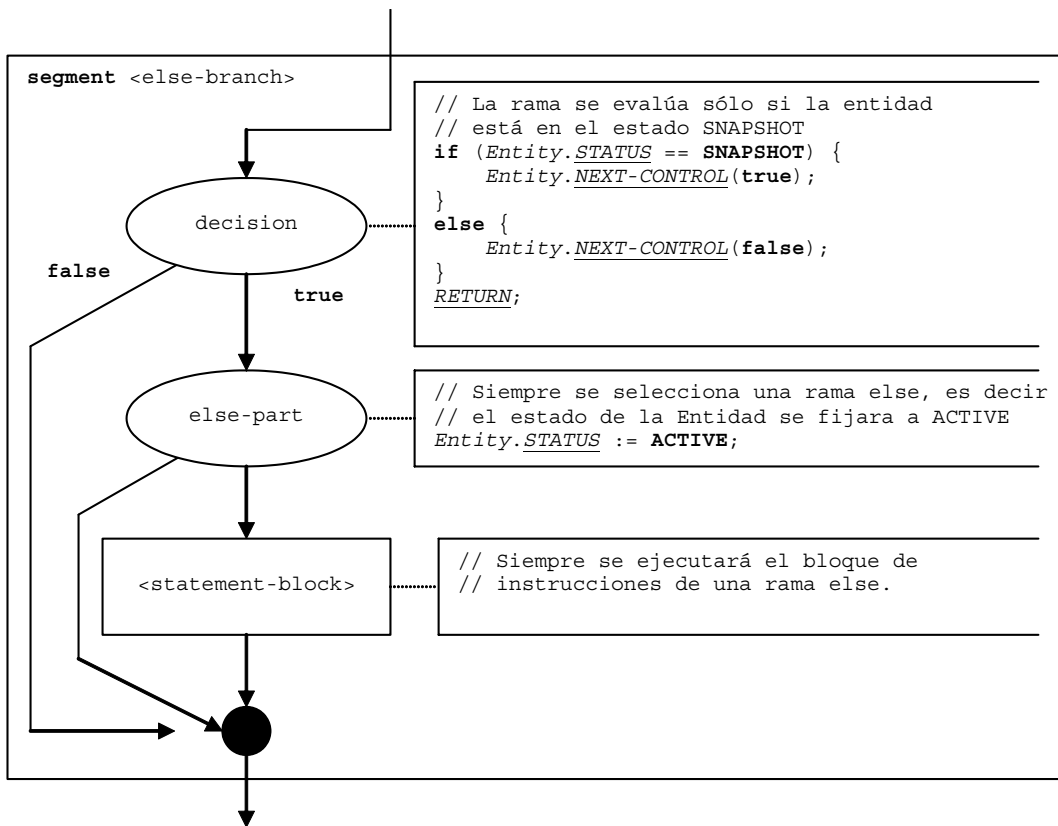 segment <else-branch>
// La rama se evalúa sólo si la entidad
// está en el estado SNAPSHOT
if (Entity.STATUS == SNAPSHOT) {
Entity.NEXT-CONTROL(true);
}
else {
Entity.NEXT-CONTROL(false);
}
RETURN;
decision
false
true
// Siempre se selecciona una rama else, es decir
// el estado de la Entidad se fijara a ACTIVE
Entity.STATUS := ACTIVE;
else-part
// Siempre se ejecutará el bloque de
// instrucciones de una rama else.
<statement-block>